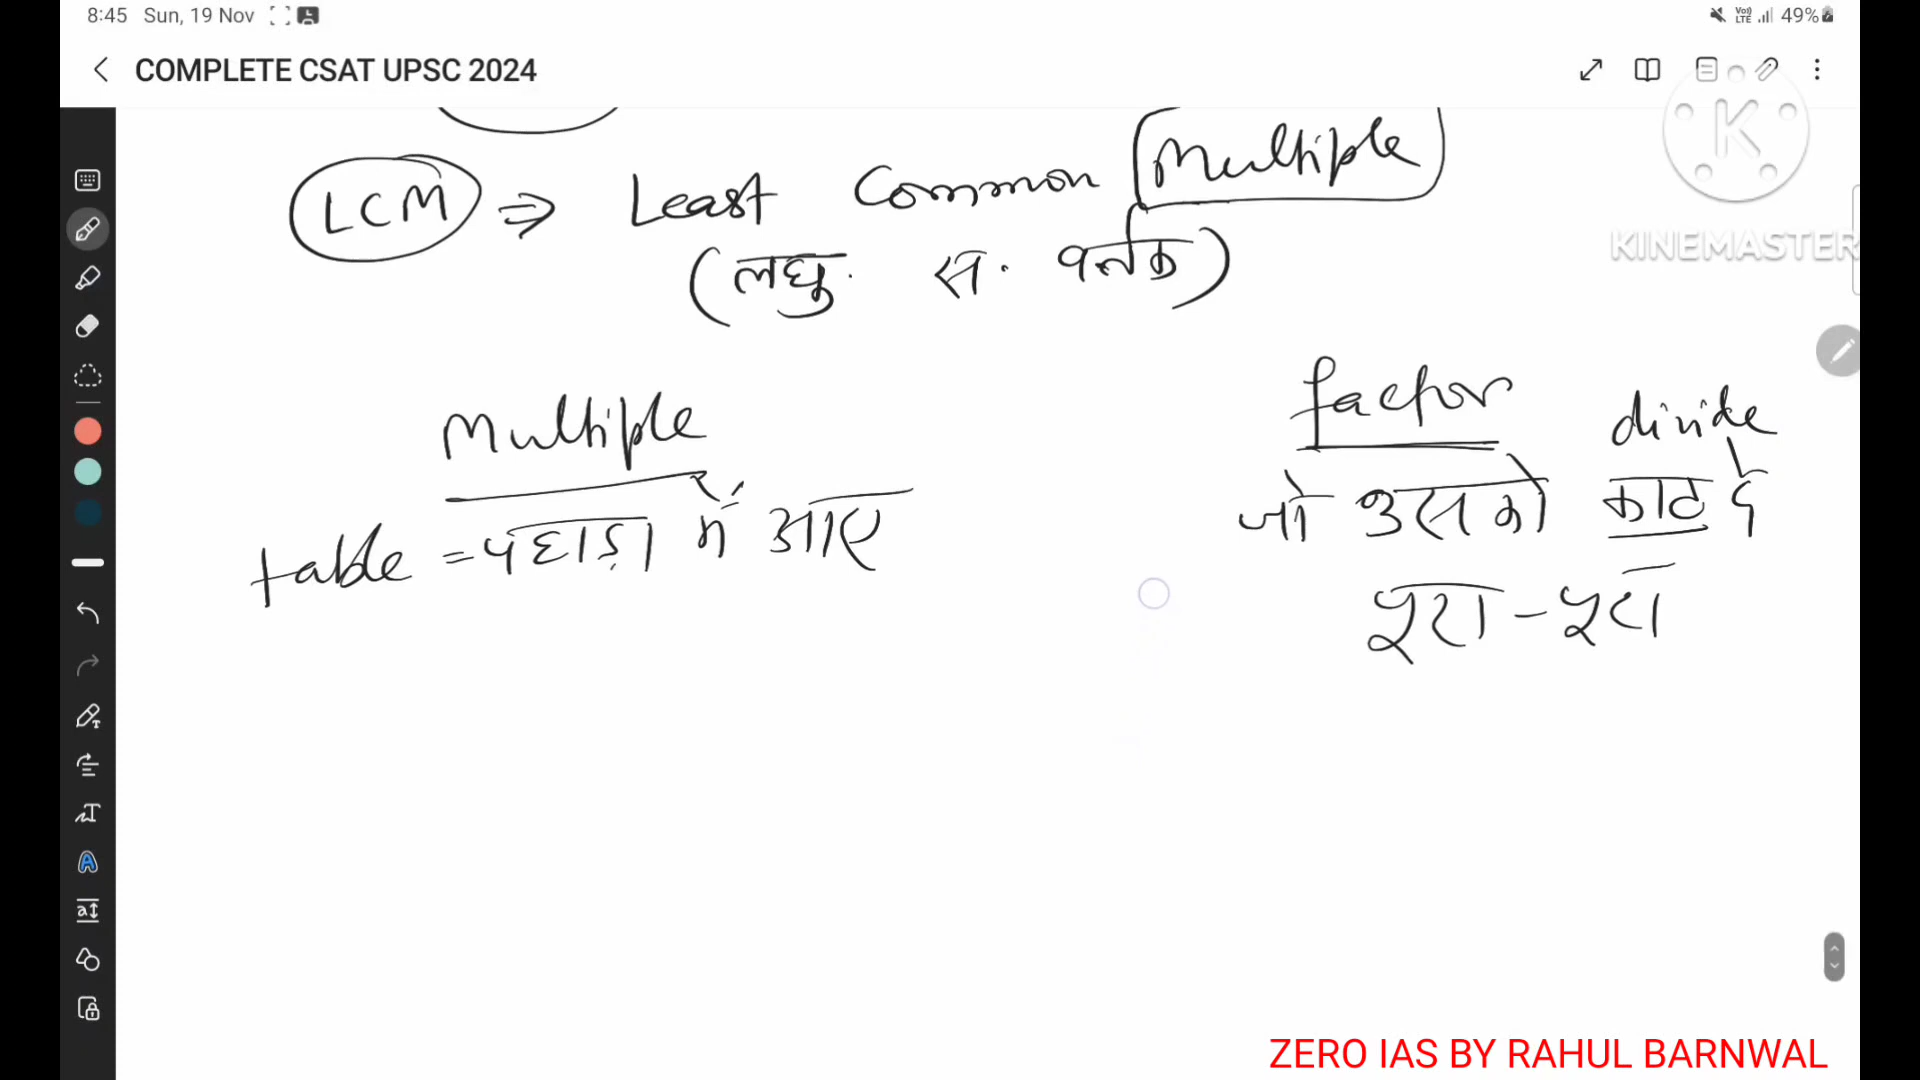 8:45 Sun, 19 Nov 49%
COMPLETE CSAT UPSC 2024
K
KINEMASTER
LCM ⇒ Least Common Multiple
(लघु. स. वर्तक)
Multiple
table = पहाड़ा में आए
factor divide
जो उसको काट दे
पूरा - पूरा
ZERO IAS BY RAHUL BARNWAL